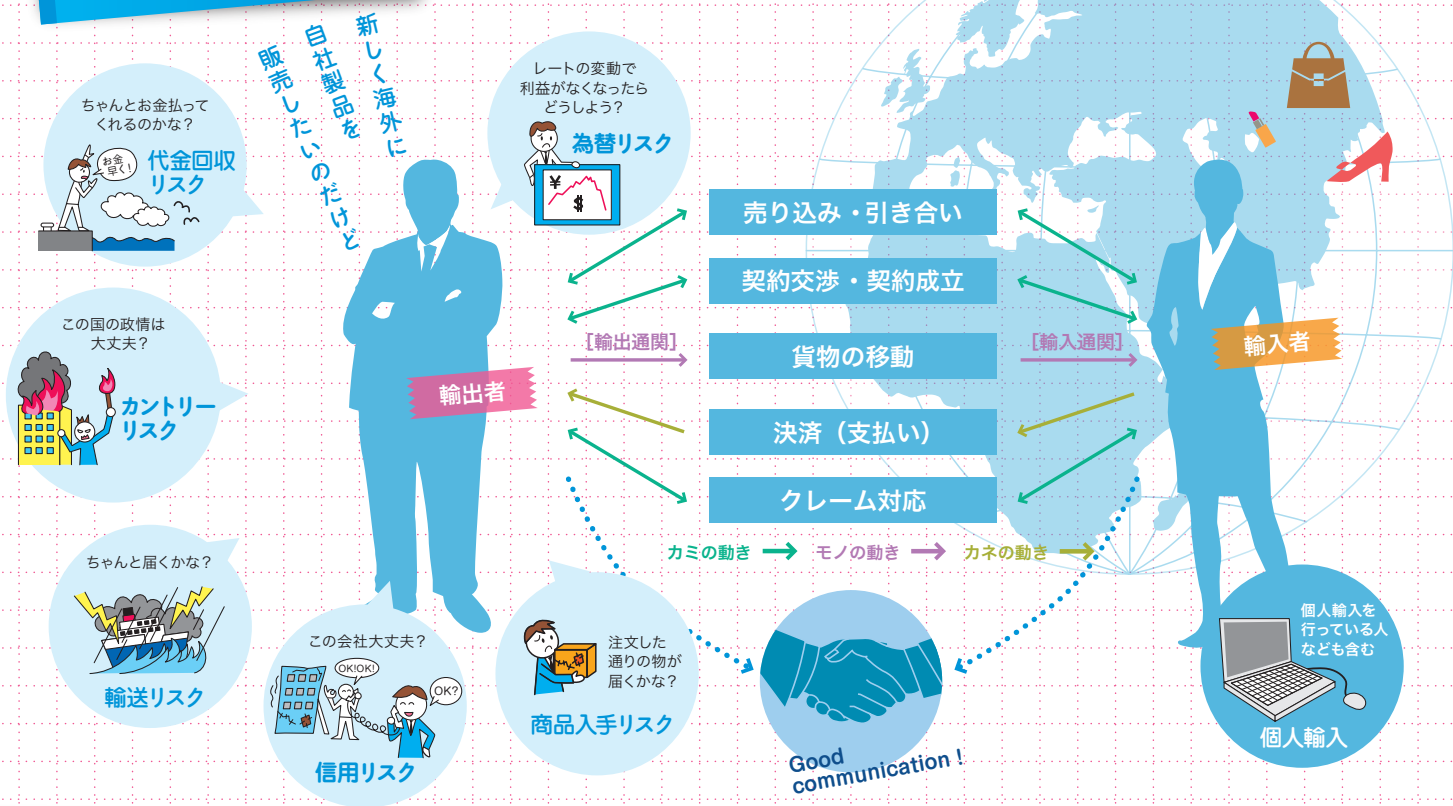 新しく海外に
自社製品を
販売したいのだけど
ちゃんとお金払って
くれるのかな？
お金
早く！
代金回収
リスク
レートの変動で
利益がなくなったら
どうしよう？
為替リスク
¥
$
この国の政情は
大丈夫？
カントリー
リスク
輸出者
売り込み・引き合い
契約交渉・契約成立
［輸出通関］
貨物の移動
［輸入通関］
輸入者
決済（支払い）
クレーム対応
カミの動き
モノの動き
カネの動き
ちゃんと届くかな？
輸送リスク
この会社大丈夫？
OK!OK!
OK?
信用リスク
注文した
通りの物が
届くかな？
商品入手リスク
Good
communication !
個人輸入を
行っている人
なども含む
個人輸入